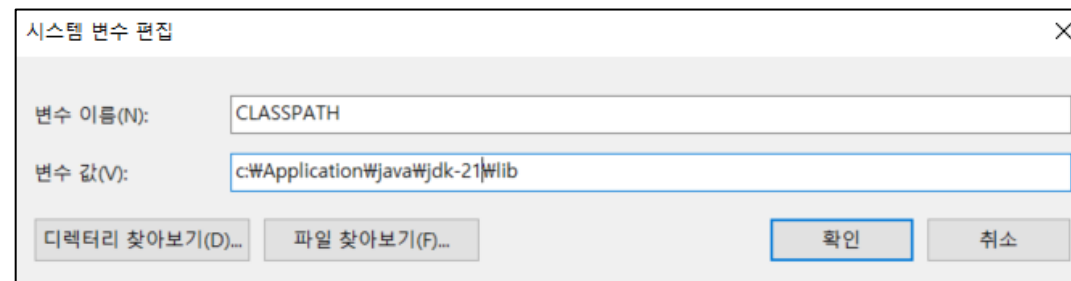 시스템 변수 편집
변수 이름(N):
CLASSPATH
변수 값(V):
c:₩Application₩java₩jdk-21₩lib
디렉터리 찾아보기(D)...
파일 찾아보기(F)...
확인
취소